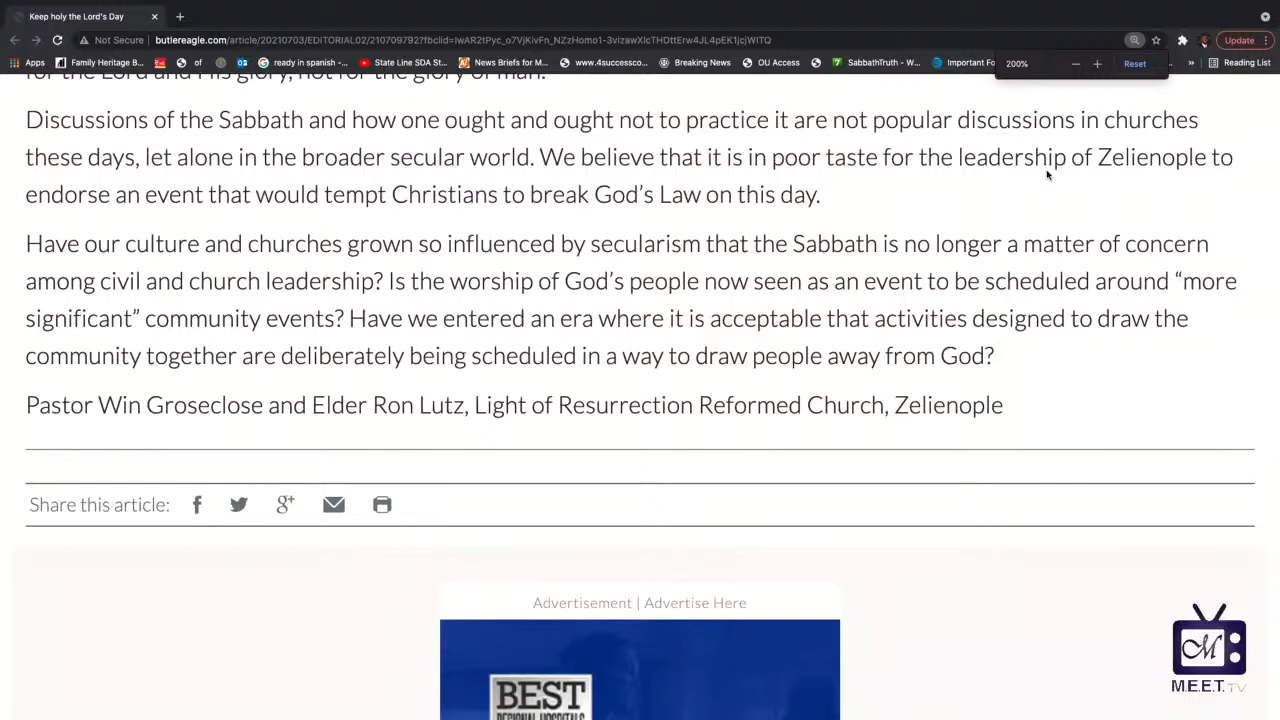 Keep holy the Lord's Day
Not Secure
butlereagle.com/article/20210703/EDITORIAL02/210709792?fbclid=IwAR2tPyc_o7VjKivFn_NZzHomo1-3vizawXlcTHDttErw4JL4pEK1jcjWITQ
Update
Apps
Family Heritage B...
of
ready in spanish -...
State Line SDA St...
News Briefs for M...
www.4successco...
Breaking News
OU Access
SabbathTruth - W...
Important Fo
Reading List
200%
Reset
for the Lord and His glory, not for the glory of man.
Discussions of the Sabbath and how one ought and ought not to practice it are not popular discussions in churches
these days, let alone in the broader secular world. We believe that it is in poor taste for the leadership of Zelienople to
endorse an event that would tempt Christians to break God’s Law on this day.
Have our culture and churches grown so influenced by secularism that the Sabbath is no longer a matter of concern
among civil and church leadership? Is the worship of God’s people now seen as an event to be scheduled around “more
significant” community events? Have we entered an era where it is acceptable that activities designed to draw the
community together are deliberately being scheduled in a way to draw people away from God?
Pastor Win Groseclose and Elder Ron Lutz, Light of Resurrection Reformed Church, Zelienople
Share this article:
Advertisement | Advertise Here
BEST
REGIONAL HOSPITALS
M
M.E.E.T. TV